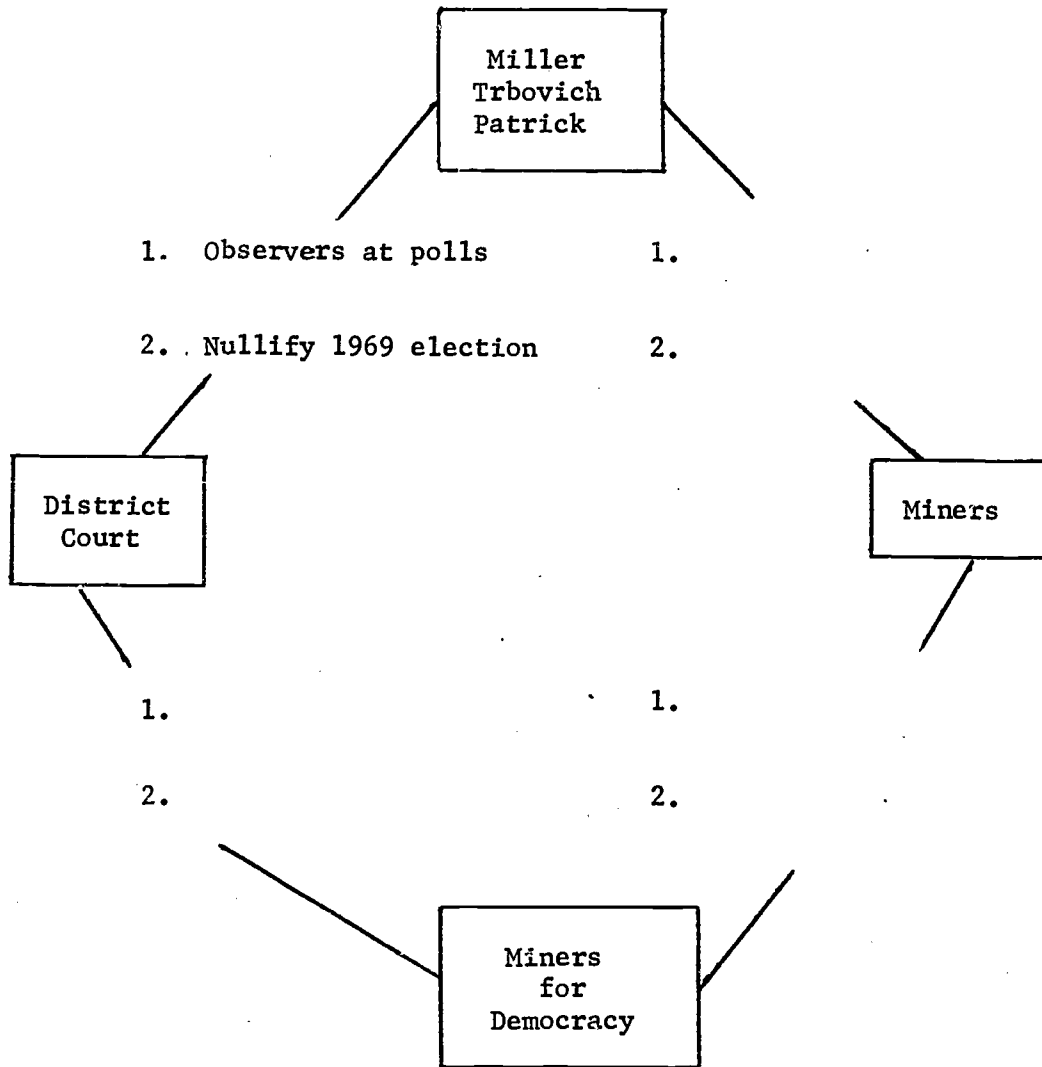 Miller
Trbovich
Patrick
1. Observers at polls
1.
2. Nullify 1969 election
2.
District
Court
Miners
1.
1.
2.
2.
Miners
for
Democracy